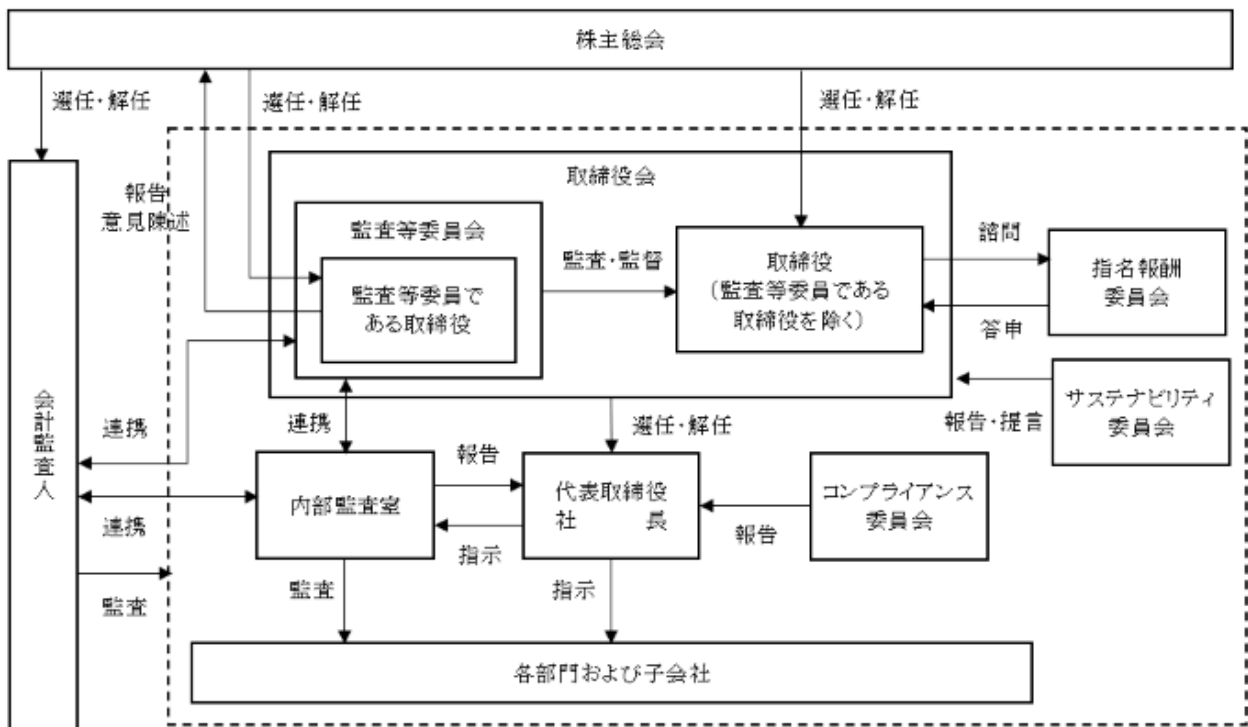 株主総会
選任・解任
選任・解任
選任・解任
報告
意見陳述
取締役会
監査等委員会
監査等委員で
ある取締役
監査・監督
取締役
(監査等委員である
取締役を除く)
諮問
指名報酬
委員会
答申
サステナビリティ
委員会
報告・提言
会計監査人
連携
連携
選任・解任
内部監査室
報告
代表取締役
社長
コンプライアンス
委員会
報告
連携
指示
監査
監査
指示
各部門および子会社